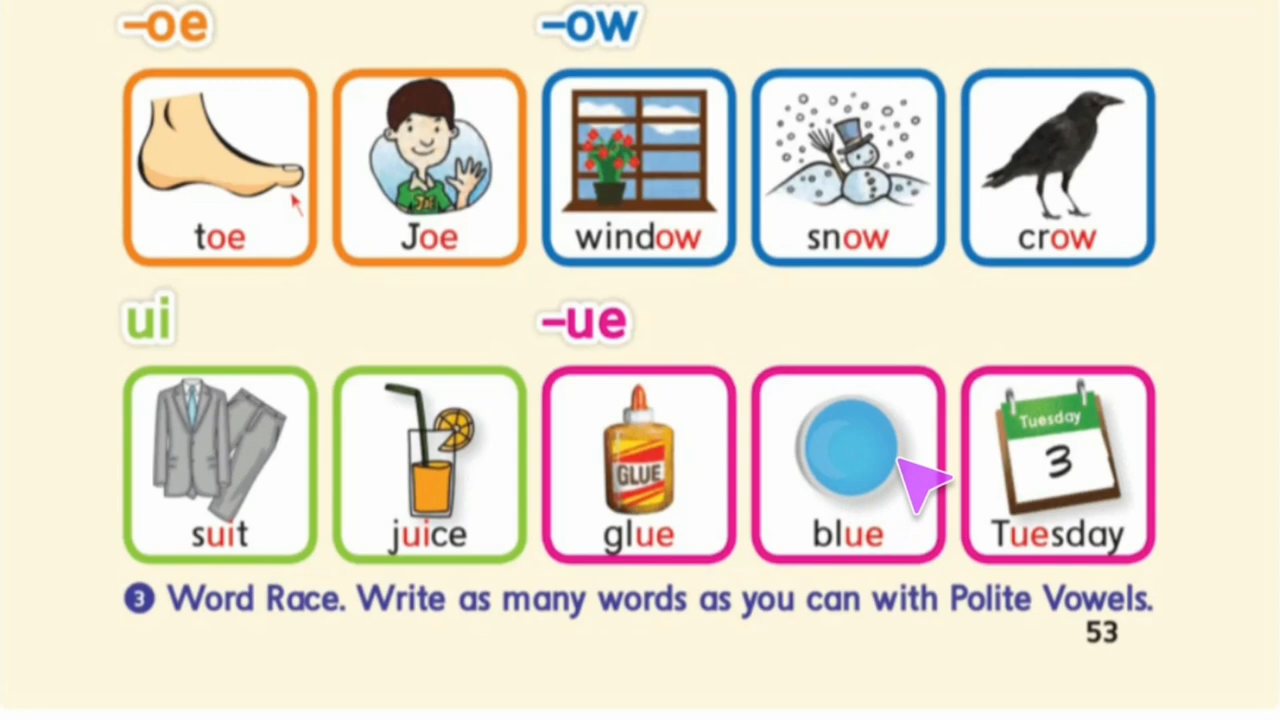 -oe -ow
Joe
toe Joe window snow crow
ui -ue
Tuesday
3
GLUE
suit juice glue blue Tuesday
3 Word Race. Write as many words as you can with Polite Vowels.
53